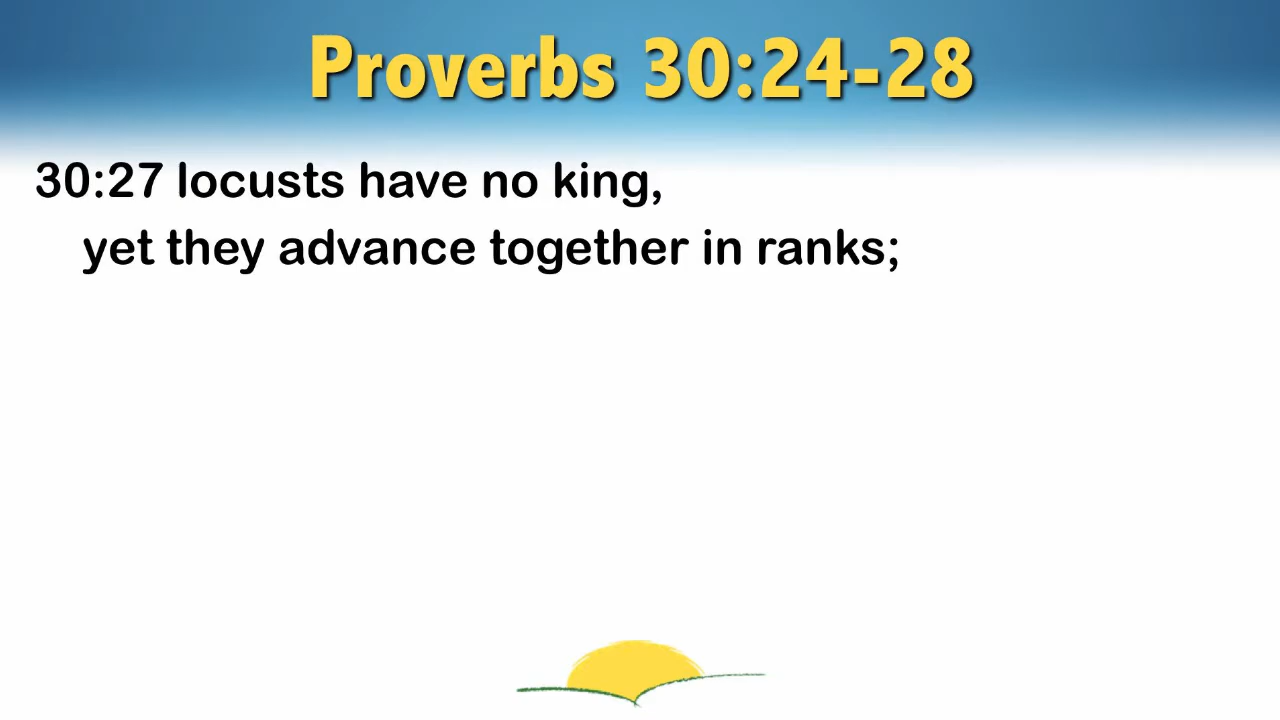 Proverbs 30:24-28
30:27 locusts have no king,
yet they advance together in ranks;